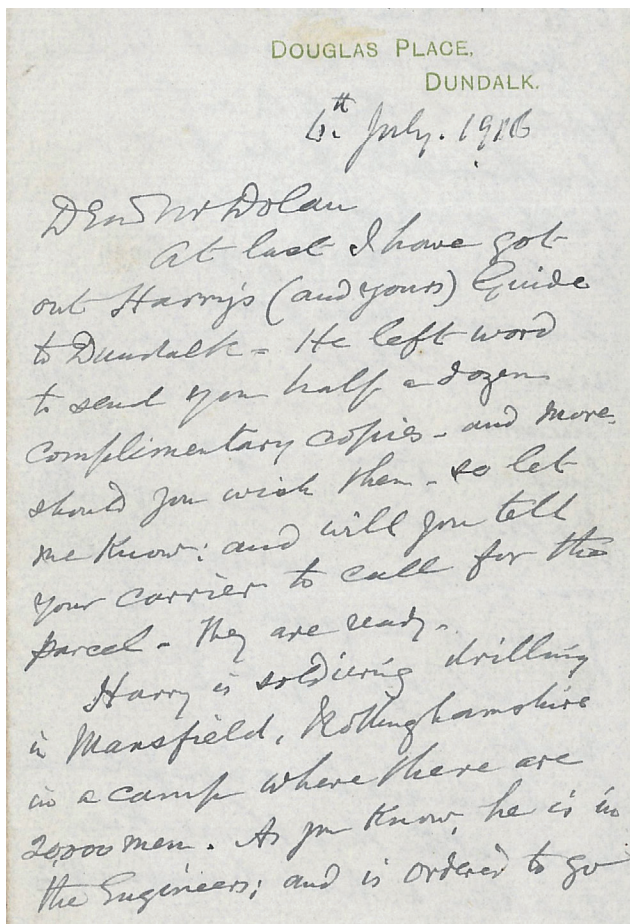 DOUGLAS PLACE,
DUNDALK.
4th July. 1916
Dear Mr Dolan
At last I have got
out Harry's (and yours) Guide
to Dundalk - He left word
to send you half a dozen
complimentary copies - and more
should you wish them - so let
me know: and will you tell
your carrier to call for the
parcel - They are ready -
Harry is soldiering drilling
in Mansfield, Nottinghamshire
in a camp where there are
20,000 men. As you know, he is in
the Engineers; and is ordered to go